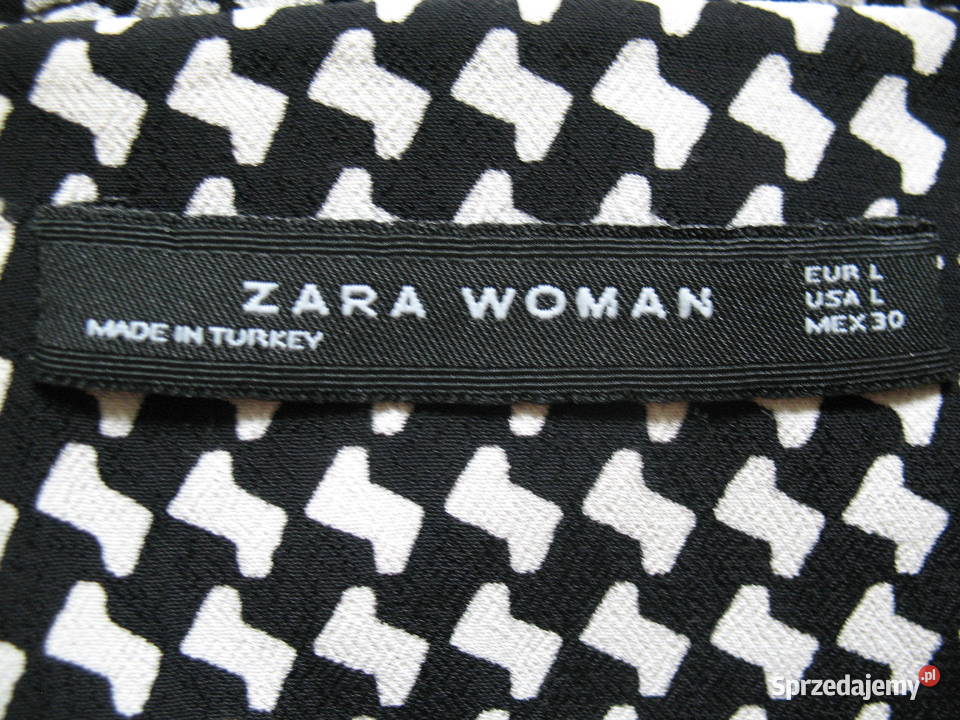 ZARA WOMAN
MADE IN TURKEY
EUR L
USA L
MEX 30
Sprzedajemy.pl